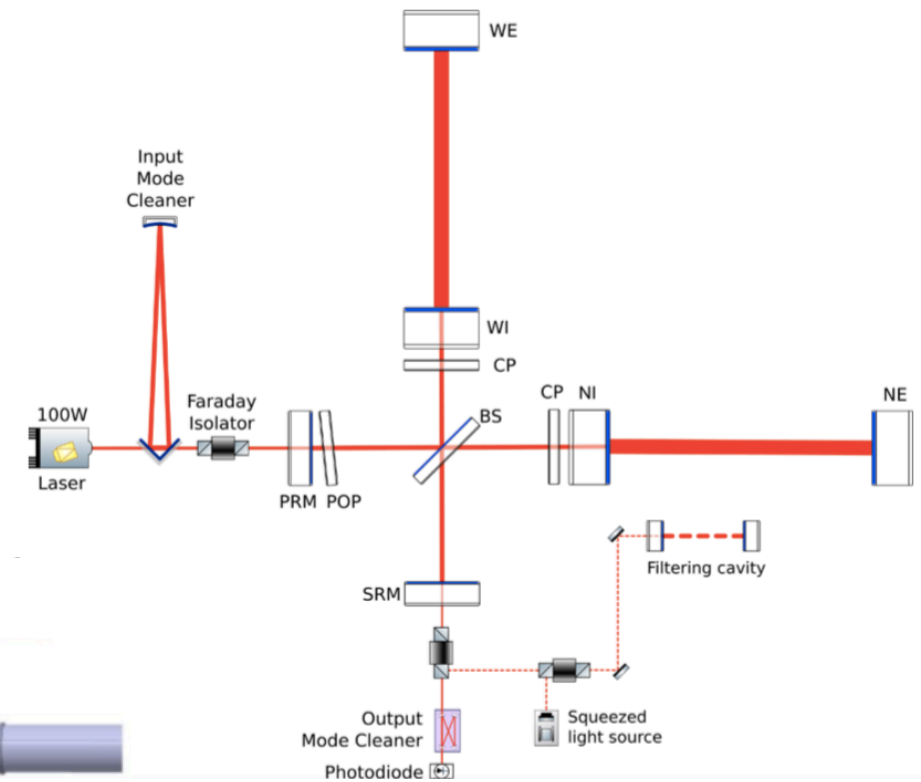 WE
Input
Mode
Cleaner
WI
CP
Faraday
Isolator
100W
Laser
PRM POP
BS
CP
NI
NE
Filtering cavity
SRM
Output
Mode Cleaner
Squeezed
light source
Photodiode